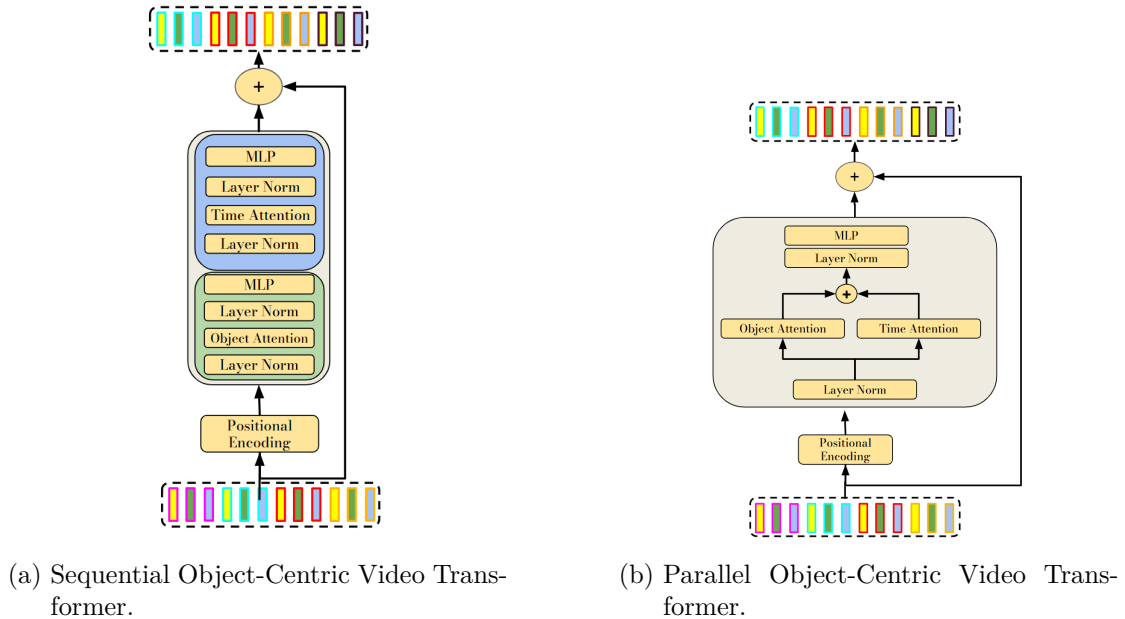 +
MLP
Layer Norm
Time Attention
Layer Norm
MLP
Layer Norm
Object Attention
Layer Norm
Positional
Encoding
(a) Sequential Object-Centric Video Trans-
former.
+
MLP
Layer Norm
+
Object Attention
Time Attention
Layer Norm
Positional
Encoding
(b) Parallel Object-Centric Video Trans-
former.